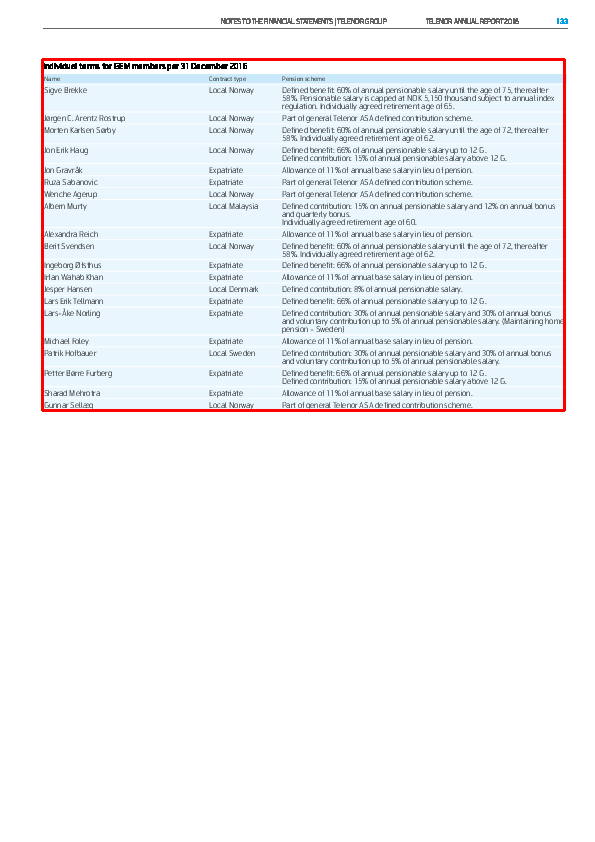 NOTES TO THE FINANCIAL STATEMENTS | TELENOR GROUP TELENOR ANNUAL REPORT 2016 133
Individual terms for GEM members per 31 December 2016
Name Contract type Pension scheme
Sigve Brekke Local Norway Defined benefit: 60% of annual pensionable salary until the age of 75, thereafter
58%. Pensionable salary is capped at NOK 5,150 thousand subject to annual index
regulation. Individually agreed retirement age of 65.
Jørgen C. Arentz Rostrup Local Norway Part of general Telenor ASA defined contribution scheme.
Morten Karlsen Sørby Local Norway Defined benefit: 60% of annual pensionable salary until the age of 72, thereafter
58%. Individually agreed retirement age of 62.
Jon Erik Haug Local Norway Defined benefit: 66% of annual pensionable salary up to 12 G.
Defined contribution: 15% of annual pensionable salary above 12 G.
Jon Gravråk Expatriate Allowance of 11% of annual base salary in lieu of pension.
Ruza Sabanovic Expatriate Part of general Telenor ASA defined contribution scheme.
Wenche Agerup Local Norway Part of general Telenor ASA defined contribution scheme.
Albern Murty Local Malaysia Defined contribution: 15% on annual pensionable salary and 12% on annual bonus
and quarterly bonus.
Individually agreed retirement age of 60.
Alexandra Reich Expatriate Allowance of 11% of annual base salary in lieu of pension.
Berit Svendsen Local Norway Defined benefit: 60% of annual pensionable salary until the age of 72, thereafter
58%. Individually agreed retirement age of 62.
Ingeborg Øfsthus Expatriate Defined benefit: 66% of annual pensionable salary up to 12 G.
Irfan Wahab Khan Expatriate Allowance of 11% of annual base salary in lieu of pension.
Jesper Hansen Local Denmark Defined contribution: 8% of annual pensionable salary.
Lars Erik Tellmann Expatriate Defined benefit: 66% of annual pensionable salary up to 12 G.
Lars-Åke Norling Expatriate Defined contribution: 30% of annual pensionable salary and 30% of annual bonus
and voluntary contribution up to 5% of annual pensionable salary. (Maintaining home
pension – Sweden)
Michael Foley Expatriate Allowance of 11% of annual base salary in lieu of pension.
Patrik Hofbauer Local Sweden Defined contribution: 30% of annual pensionable salary and 30% of annual bonus
and voluntary contribution up to 5% of annual pensionable salary.
Petter Børre Furberg Expatriate Defined benefit: 66% of annual pensionable salary up to 12 G.
Defined contribution: 15% of annual pensionable salary above 12 G.
Sharad Mehrotra Expatriate Allowance of 11% of annual base salary in lieu of pension.
Gunnar Sellæg Local Norway Part of general Telenor ASA defined contribution scheme.